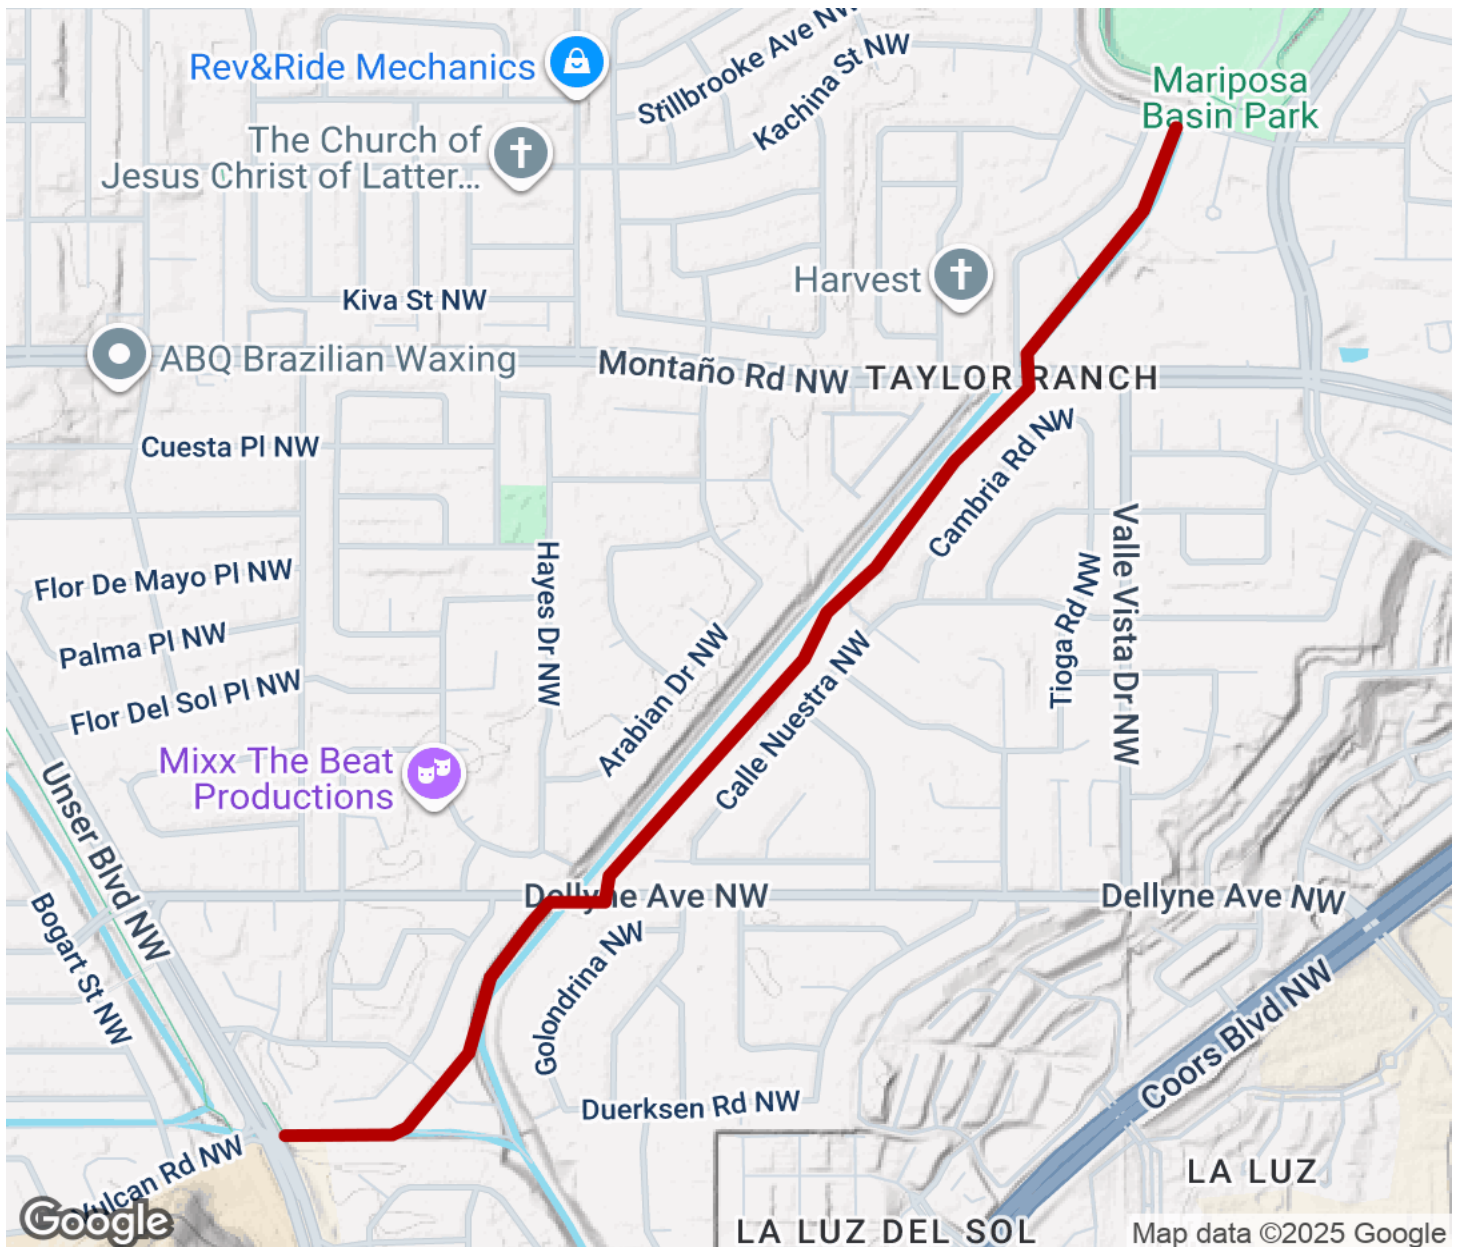 Stillbrooke Ave NW
Kachina St NW
Rev&Ride Mechanics
Mariposa
Basin Park
The Church of
Jesus Christ of Latter...
Harvest
Kiva St NW
ABQ Brazilian Waxing
Montaño Rd NW
TAYLOR RANCH
Cuesta Pl NW
Cambria Rd NW
Valle Vista Dr NW
Hayes Dr NW
Flor De Mayo Pl NW
Tioga Rd NW
Palma Pl NW
Arabian Dr NW
Calle Nuestra NW
Flor Del Sol Pl NW
Mixx The Beat
Productions
Unser Blvd NW
Dellyne Ave NW
Dellyne Ave NW
Bogart St NW
Golondrina NW
Coors Blvd NW
Duerksen Rd NW
Vulcan Rd NW
LA LUZ
LA LUZ DEL SOL
Google
Map data ©2025 Google